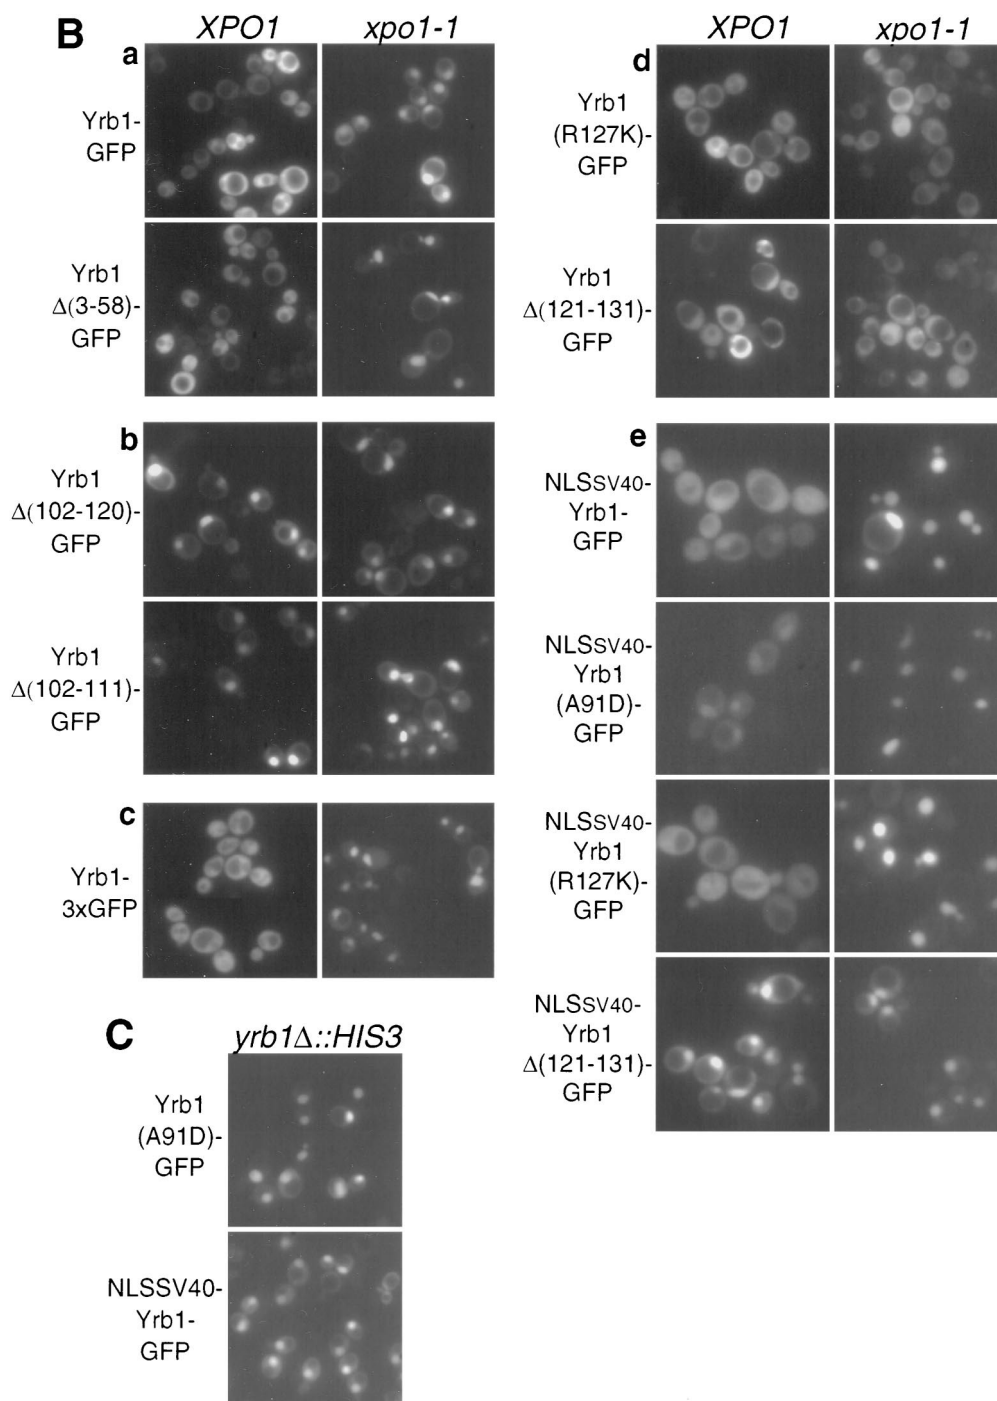 B
XPO1 xpo1-1
a
Yrb1-
GFP
Yrb1
Δ(3-58)-
GFP
b
Yrb1
Δ(102-120)-
GFP
Yrb1
Δ(102-111)-
GFP
c
Yrb1-
3xGFP
XPO1 xpo1-1
d
Yrb1
(R127K)-
GFP
Yrb1
Δ(121-131)-
GFP
e
NLSSV40-
Yrb1-
GFP
NLSSV40-
Yrb1
(A91D)-
GFP
NLSSV40-
Yrb1
(R127K)-
GFP
NLSSV40-
Yrb1
Δ(121-131)-
GFP
C
yrb1Δ::HIS3
Yrb1
(A91D)-
GFP
NLSSV40-
Yrb1-
GFP